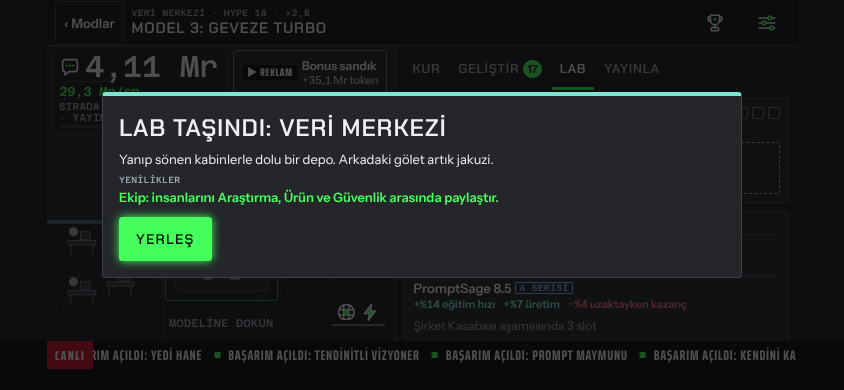 ‹ Modlar
VERİ MERKEZİ · HYPE 18 · ×2,8
MODEL 3: GEVEZE TURBO
4,11 Mr
29,3 Mn/sn
SIRADA
· YAYIN
▶ REKLAM
Bonus sandık
+35,1 Mr token
KUR
GELİŞTİR 17
LAB
YAYINLA
LAB TAŞINDI: VERİ MERKEZİ
Yanıp sönen kabinlerle dolu bir depo. Arkadaki gölet artık jakuzi.
YENİLİKLER
Ekip: insanlarını Araştırma, Ürün ve Güvenlik arasında paylaştır.
YERLEŞ
PromptSage 8.5 A SERİSİ
+%14 eğitim hızı +%7 üretim −%4 uzaktayken kazanç
Şirket Kasabası aşamasında 3 slot
MODELİNE DOKUN
CANLI RIM AÇILDI: YEDİ HANE ■ BAŞARIM AÇILDI: TENDİNİTLİ VİZYONER ■ BAŞARIM AÇILDI: PROMPT MAYMUNU ■ BAŞARIM AÇILDI: KENDİNİ KA